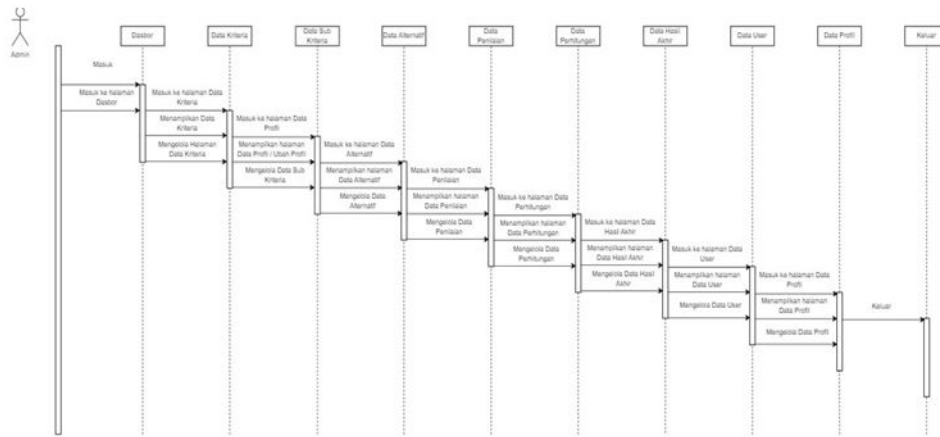 Admin
Dasbor
Data Kriteria
Data Sub
Kriteria
Data Alternatif
Data
Penilaian
Data
Perhitungan
Data Hasil
Akhir
Data User
Data Profil
Keluar
Masuk
Masuk ke halaman
Dasbor
Masuk ke halaman Data
Kriteria
Menampilkan Data
Kriteria
Mengelola Halaman
Data Kriteria
Masuk ke halaman Data
Profil
Menampilkan halaman
Data Profil / Ubah Profil
Mengelola Data Sub
Kriteria
Masuk ke halaman Data
Alternatif
Menampilkan halaman
Data Alternatif
Mengelola Data
Alternatif
Masuk ke halaman Data
Penilaian
Menampilkan halaman
Data Penilaian
Mengelola Data
Penilaian
Masuk ke halaman Data
Perhitungan
Menampilkan halaman
Data Perhitungan
Mengelola Data
Perhitungan
Masuk ke halaman Data
Hasil Akhir
Menampilkan halaman
Data Hasil Akhir
Mengelola Data Hasil
Akhir
Masuk ke halaman Data
User
Menampilkan halaman
Data User
Mengelola Data User
Masuk ke halaman Data
Profil
Menampilkan halaman
Data Profil
Mengelola Data Profil
Keluar